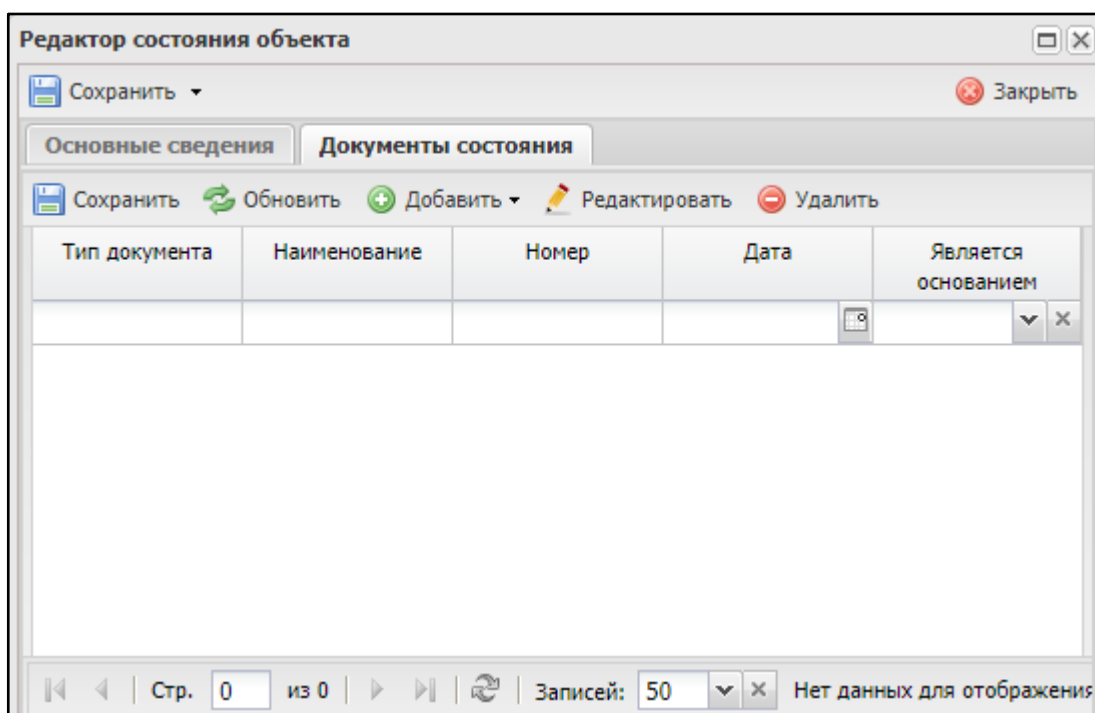 Редактор состояния объекта
Сохранить Закрыть
Основные сведения Документы состояния
Сохранить Обновить Добавить Редактировать Удалить
Тип документа Наименование Номер Дата Является
основанием
Стр. 0 из 0 Записей: 50 Нет данных для отображения